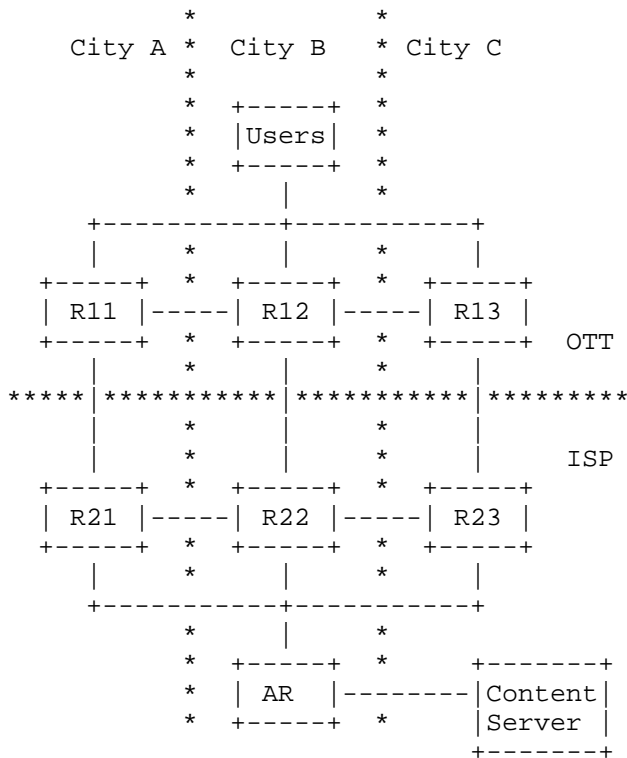 City A City B City C
Users
R11 R12 R13
OTT
ISP
R21 R22 R23
AR Content
Server